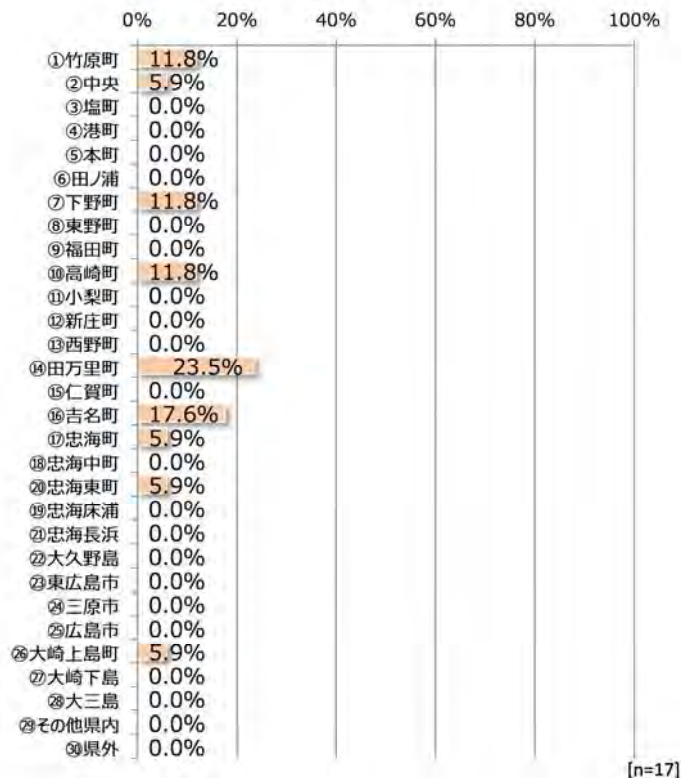 0% 20% 40% 60% 80% 100%
①竹原町 11.8%
②中央 5.9%
③塩町 0.0%
④港町 0.0%
⑤本町 0.0%
⑥田ノ浦 0.0%
⑦下野町 11.8%
⑧東野町 0.0%
⑨福田町 0.0%
⑩高崎町 11.8%
⑪小梨町 0.0%
⑫新庄町 0.0%
⑬西野町 0.0%
⑭田万里町 23.5%
⑮仁賀町 0.0%
⑯吉名町 17.6%
⑰忠海町 5.9%
⑱忠海中町 0.0%
⑳忠海東町 5.9%
⑲忠海床浦 0.0%
㉑忠海長浜 0.0%
㉒大久野島 0.0%
㉓東広島市 0.0%
㉔三原市 0.0%
㉕広島市 0.0%
㉖大崎上島町 5.9%
㉗大崎下島 0.0%
㉘大三島 0.0%
㉙その他県内 0.0%
㉚県外 0.0%
[n=17]